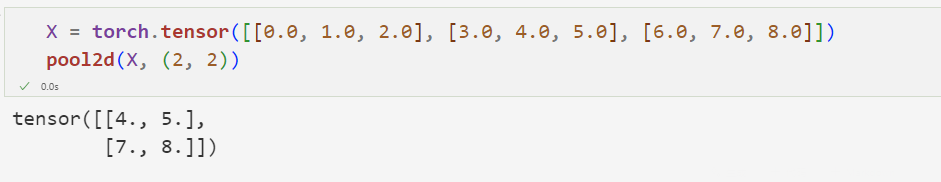 X = torch.tensor([[0.0, 1.0, 2.0], [3.0, 4.0, 5.0], [6.0, 7.0, 8.0]])
pool2d(X, (2, 2))
✓ 0.0s
tensor([[4., 5.],
        [7., 8.]])